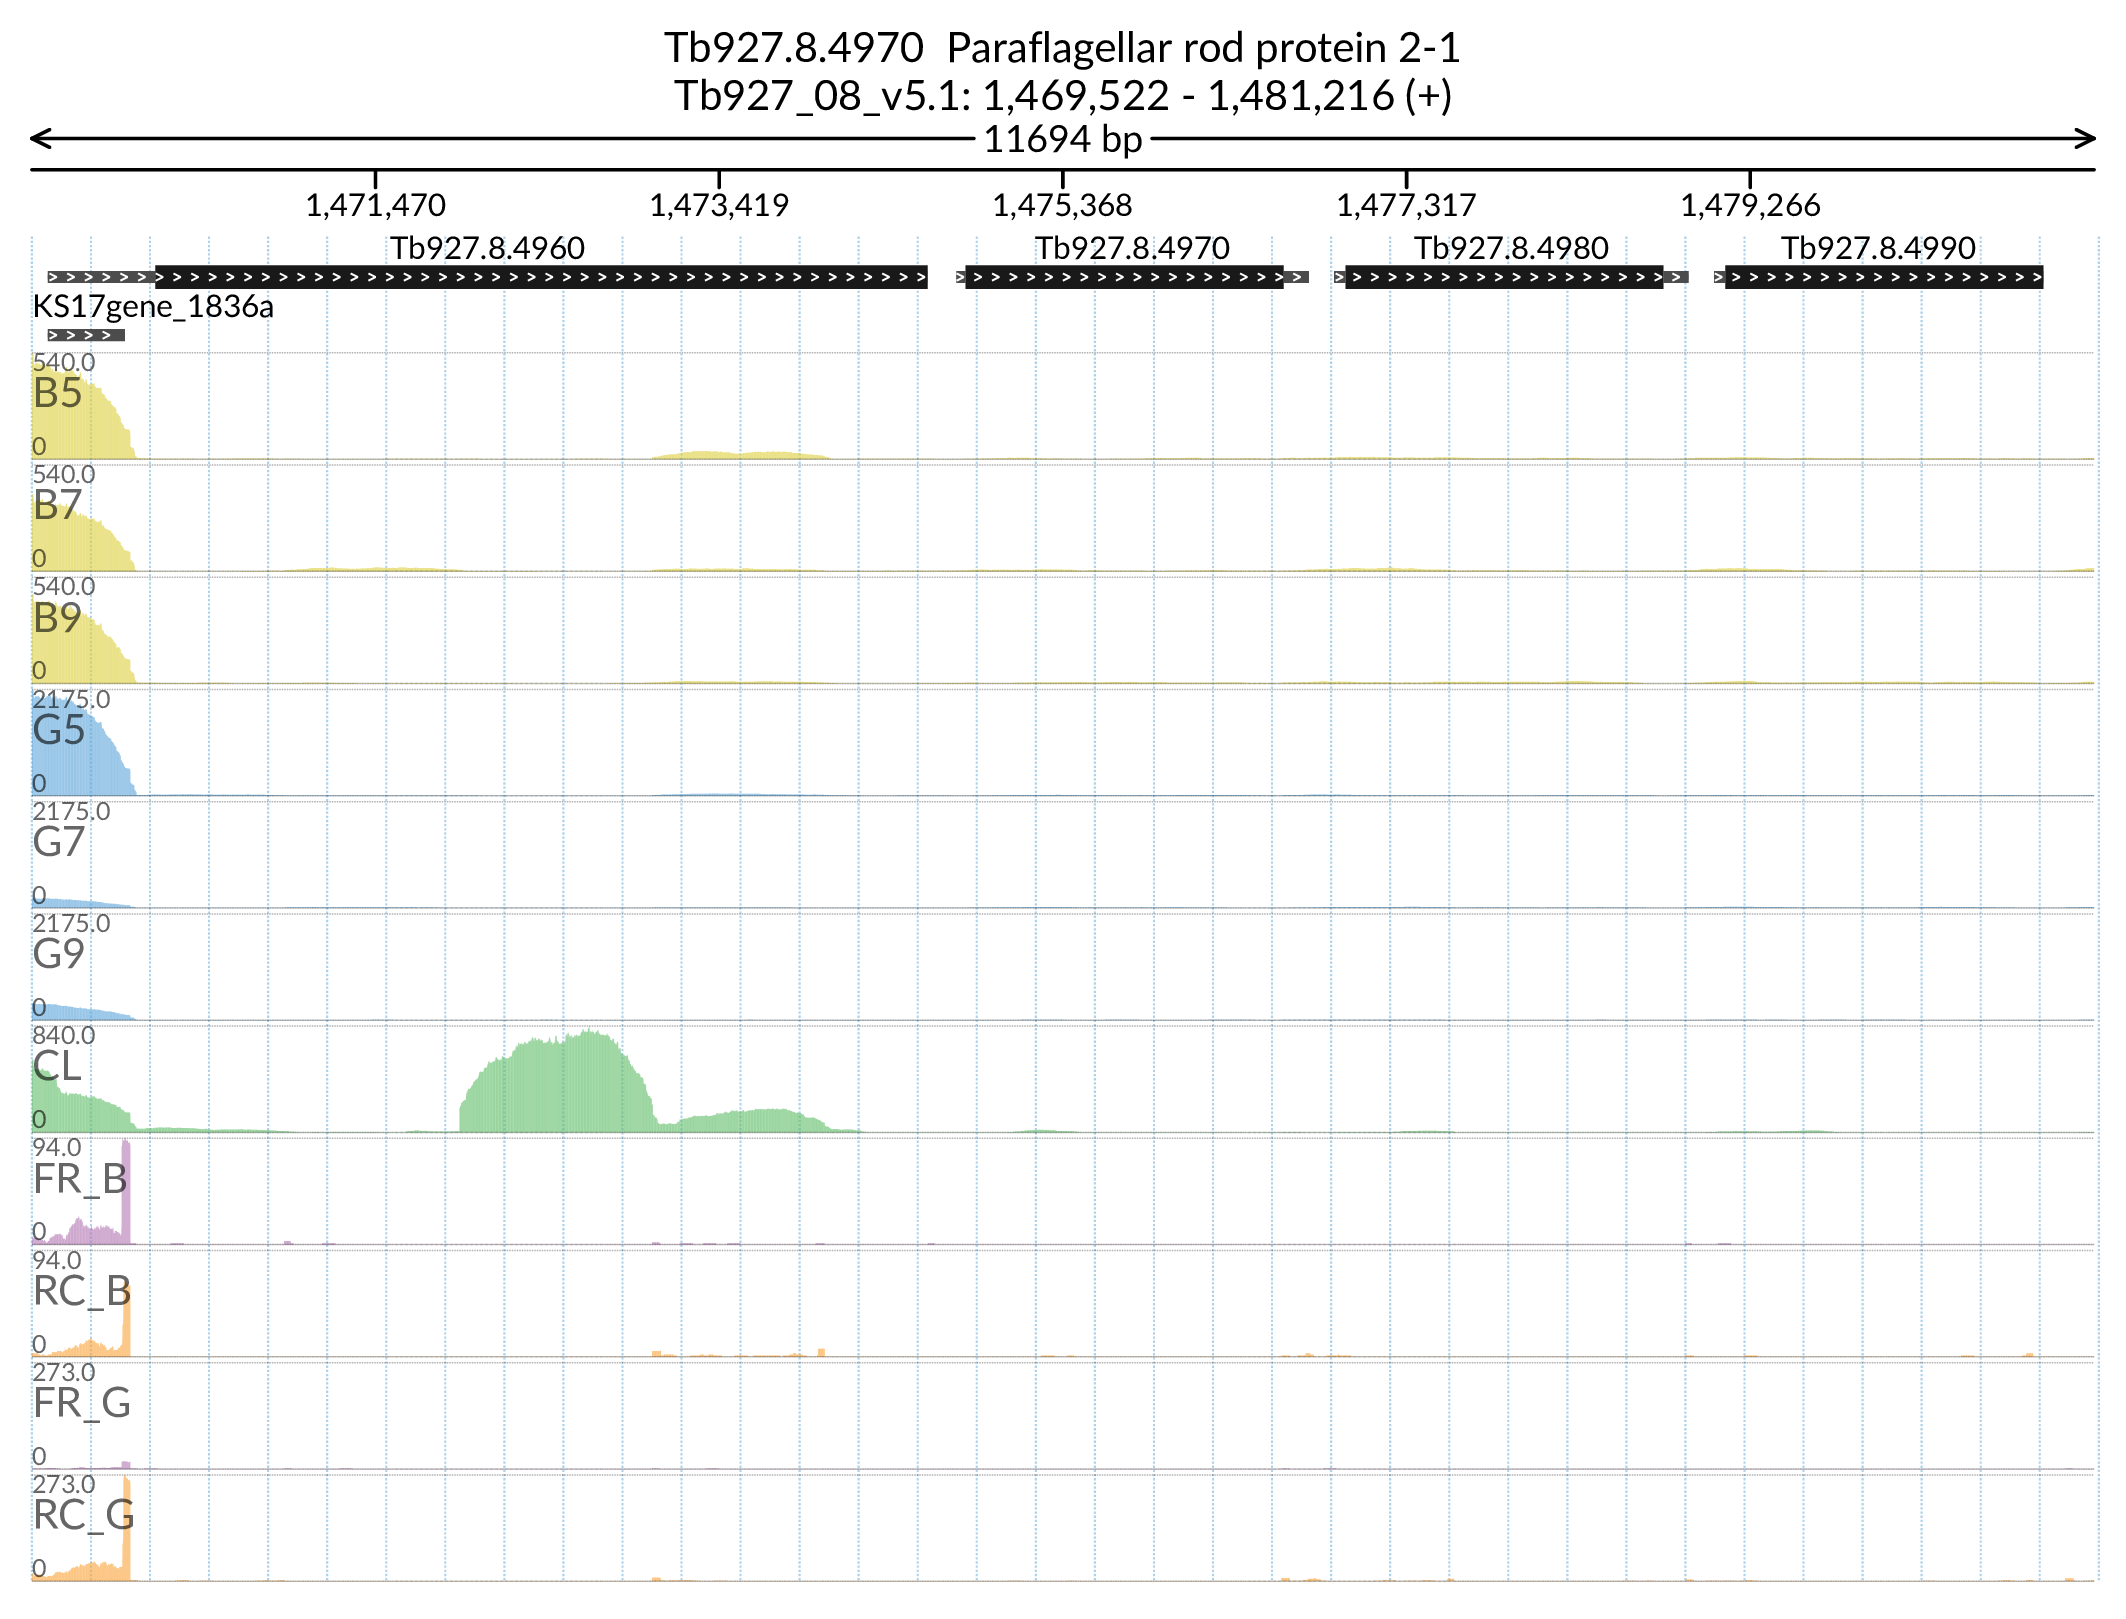 Tb927.8.4970 Paraflagellar rod protein 2-1
Tb927_08_v5.1: 1,469,522 - 1,481,216 (+)
11694 bp
1,471,470 1,473,419 1,475,368 1,477,317 1,479,266
Tb927.8.4960 Tb927.8.4970 Tb927.8.4980 Tb927.8.4990
KS17gene_1836a
540.0
B5
0
540.0
B7
0
540.0
B9
0
2175.0
G5
0
2175.0
G7
0
2175.0
G9
0
840.0
CL
0
94.0
FR_B
0
94.0
RC_B
0
273.0
FR_G
0
273.0
RC_G
0